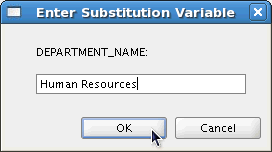 Enter Substitution Variable
DEPARTMENT_NAME:
Human Resources
OK
Cancel